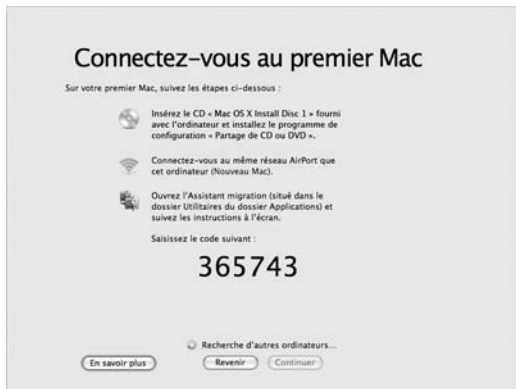 Connectez-vous au premier Mac
Sur votre premier Mac, suivez les étapes ci-dessous :
Insérez le CD « Mac OS X Install Disc 1 » fourni
avec l'ordinateur et installez le programme de
configuration « Partage de CD ou DVD ».
Connectez-vous au même réseau AirPort que
cet ordinateur (Nouveau Mac).
Ouvrez l'Assistant migration (situé dans le
dossier Utilitaires du dossier Applications) et
suivez les instructions à l'écran.
Saisissez le code suivant :
365743
Recherche d'autres ordinateurs...
En savoir plus
Revenir
Continuer